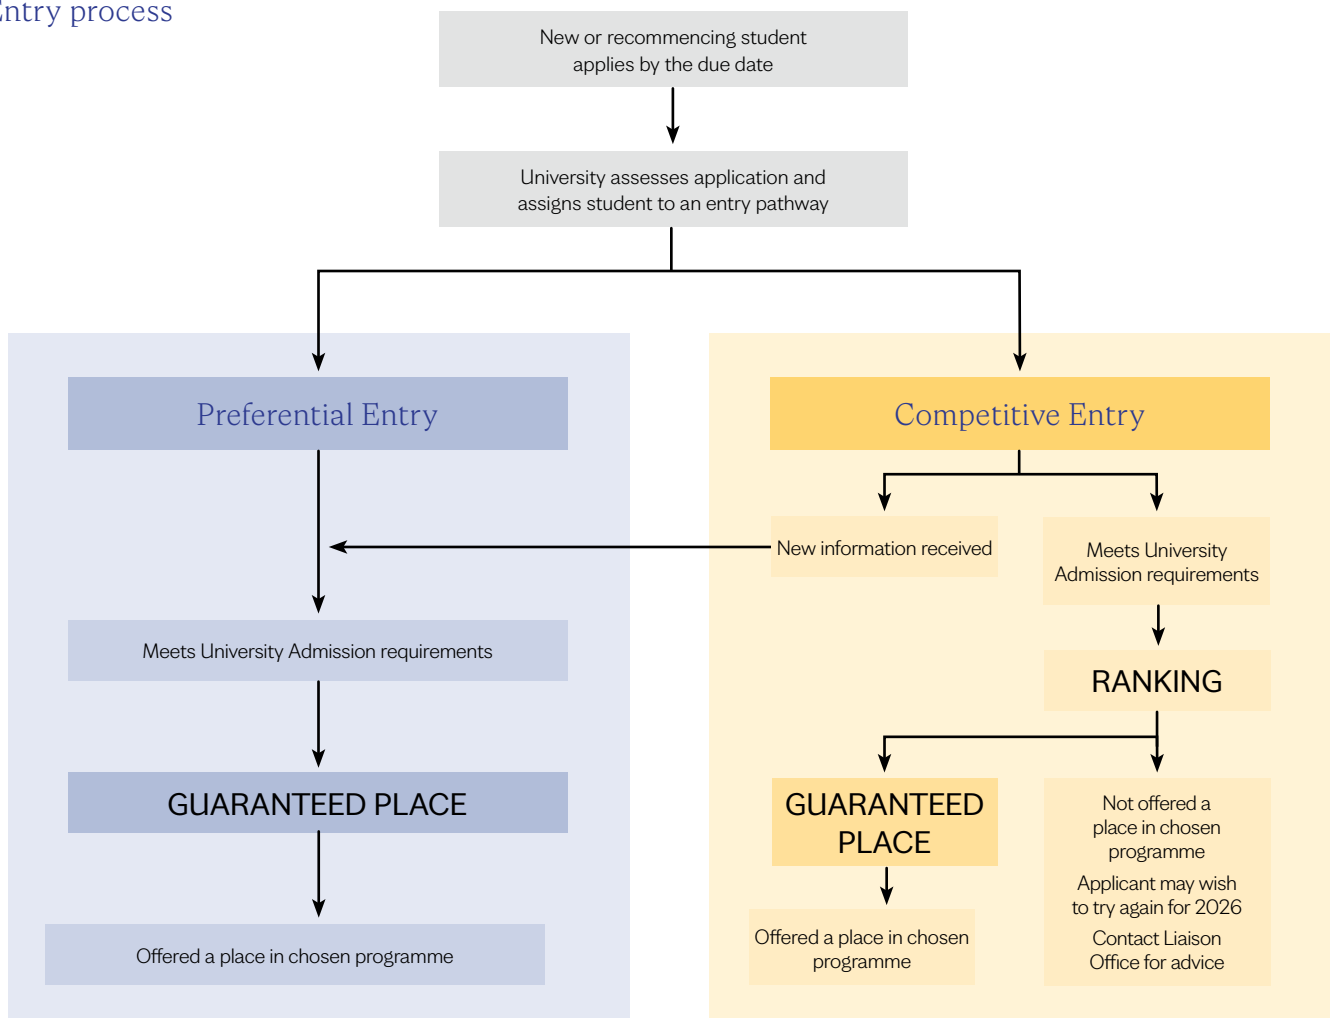 Entry process
New or recommencing student
applies by the due date
University assesses application and
assigns student to an entry pathway
Preferential Entry
Competitive Entry
New information received
Meets University
Admission requirements
Meets University Admission requirements
RANKING
GUARANTEED PLACE
GUARANTEED
PLACE
Not offered a
place in chosen
programme
Applicant may wish
to try again for 2026
Contact Liaison
Office for advice
Offered a place in chosen programme
Offered a place in chosen
programme